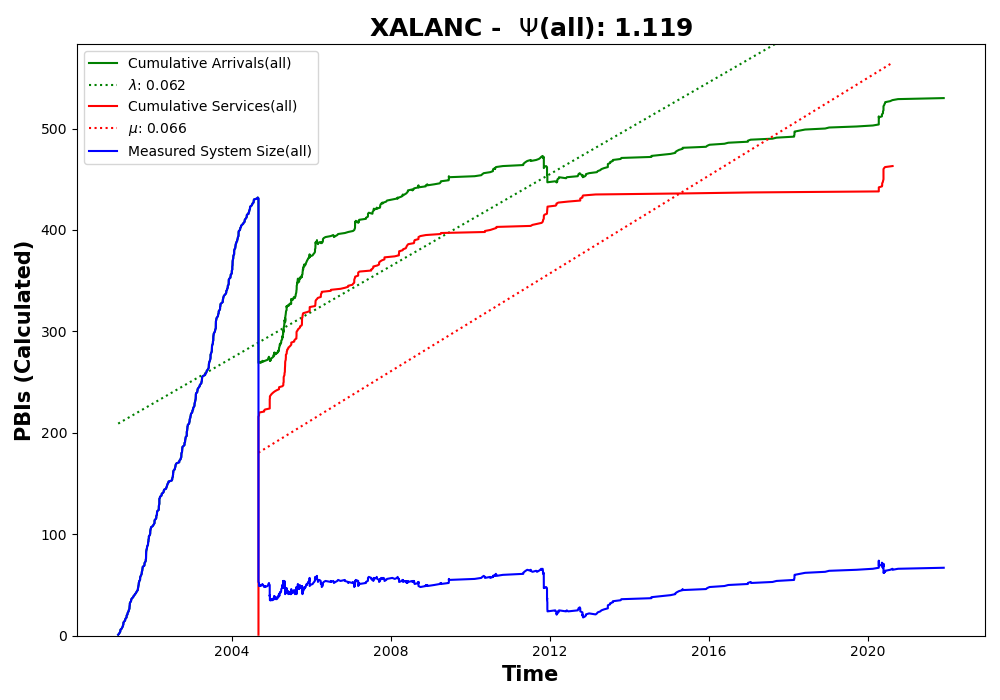 XALANC - Ψ(all): 1.119
Cumulative Arrivals(all)
λ: 0.062
Cumulative Services(all)
μ: 0.066
Measured System Size(all)
500
400
300
200
100
0
PBIs (Calculated)
2004 2008 2012 2016 2020
Time